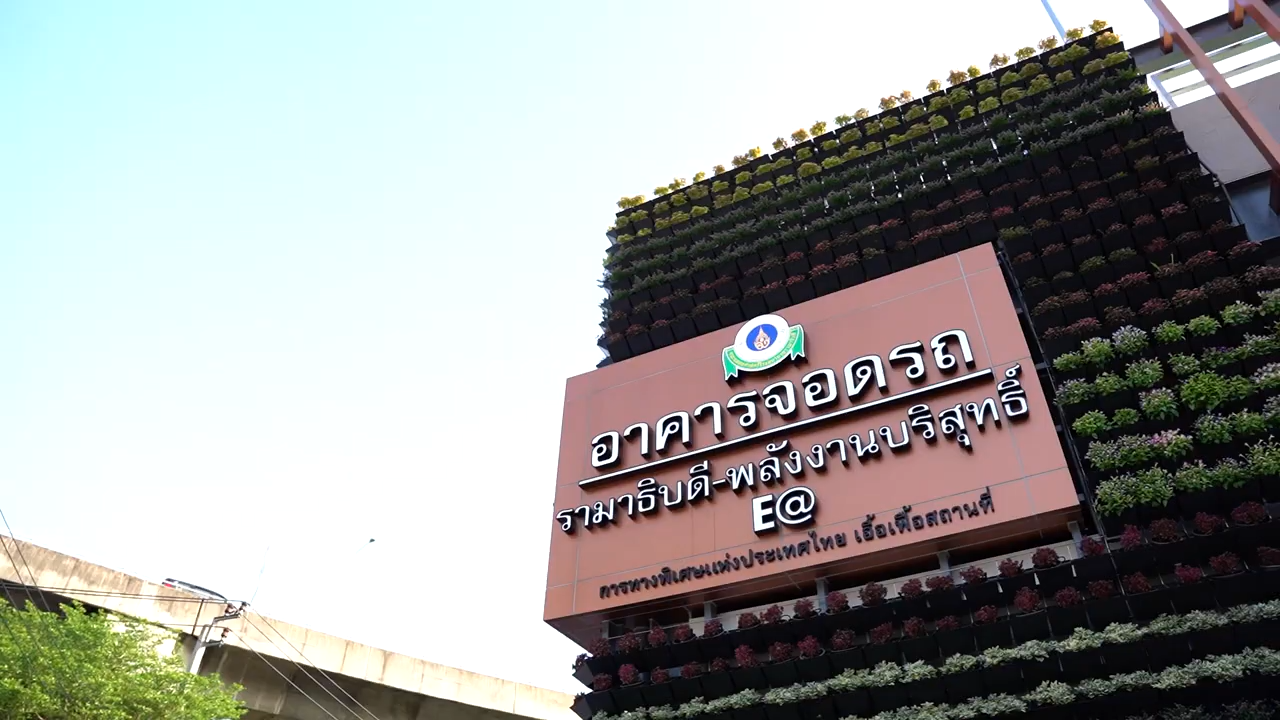 อาคารจอดรถ
รามาธิบดี-พลังงานบริสุทธิ์
E@
การทางพิเศษแห่งประเทศไทย เอื้อเฟื้อสถานที่